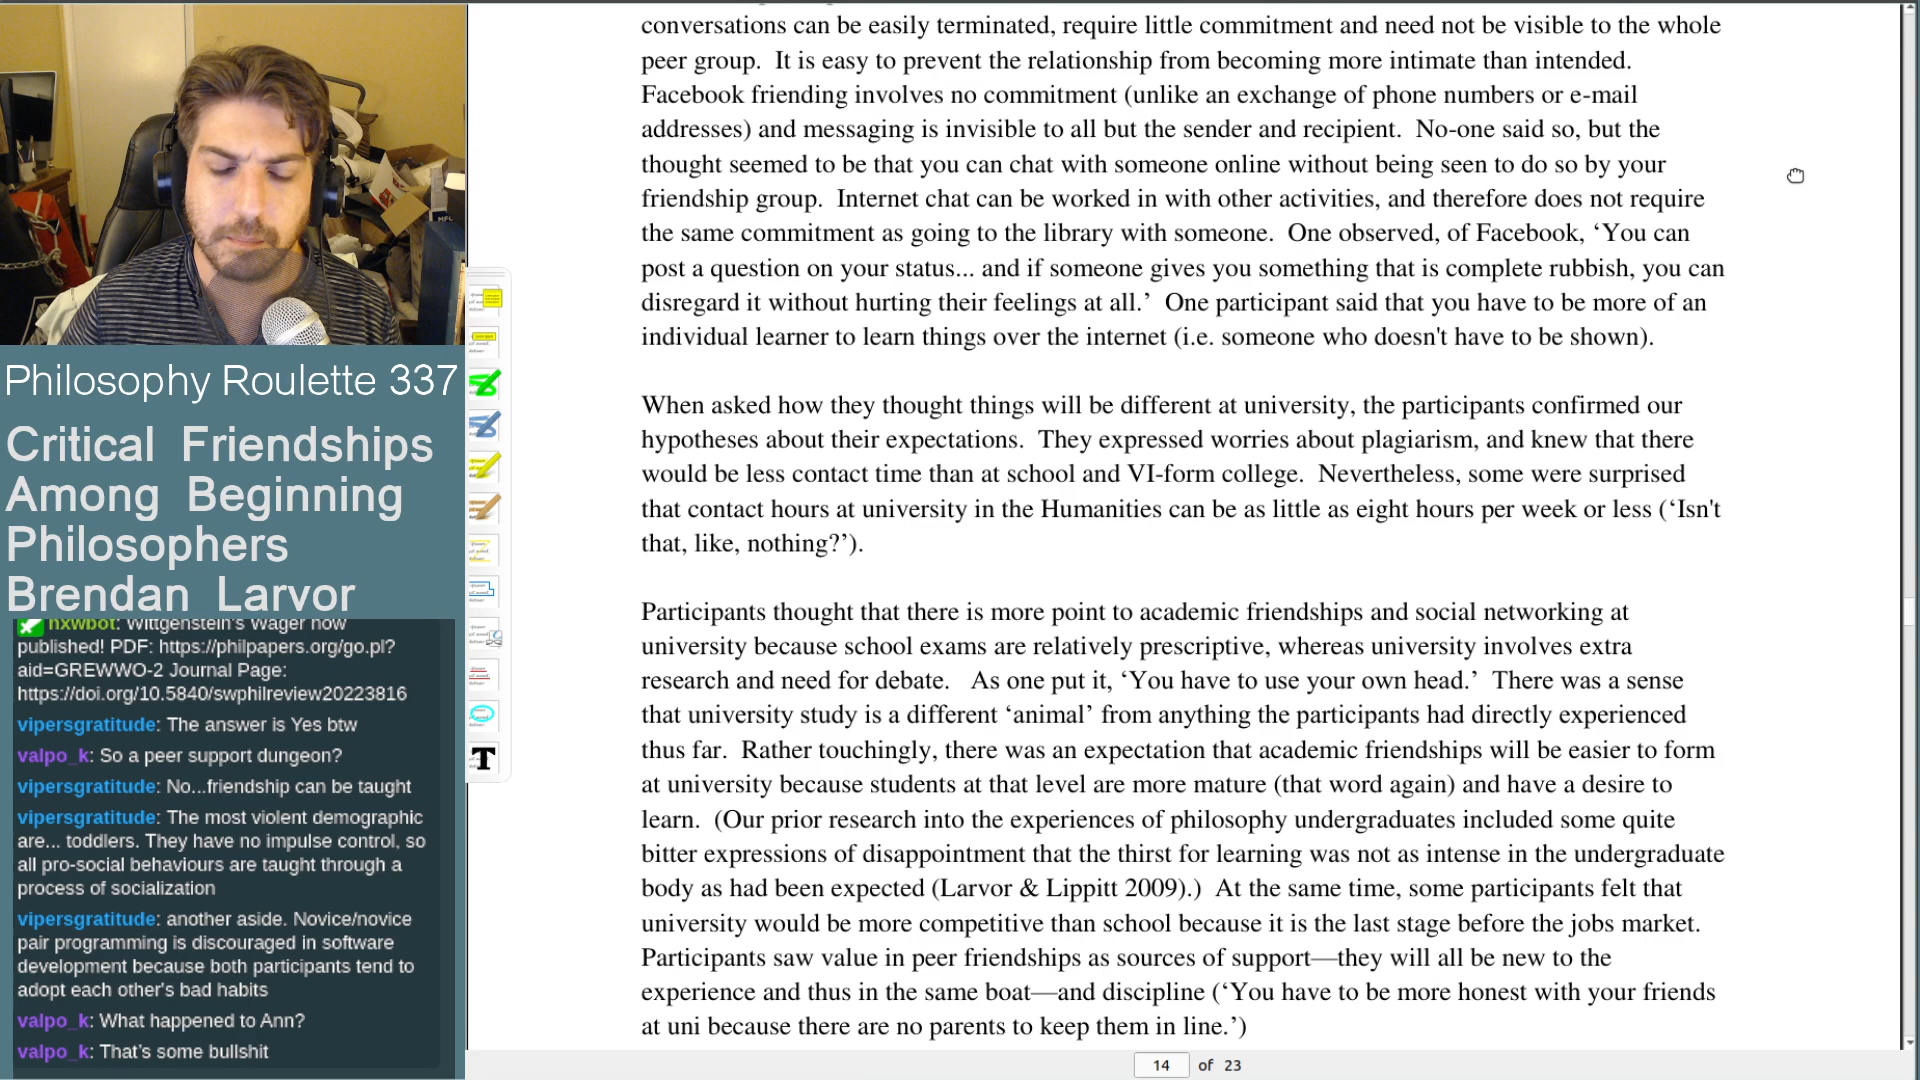 conversations can be easily terminated, require little commitment and need not be visible to the whole
peer group.  It is easy to prevent the relationship from becoming more intimate than intended.
Facebook friending involves no commitment (unlike an exchange of phone numbers or e-mail
addresses) and messaging is invisible to all but the sender and recipient.  No-one said so, but the
thought seemed to be that you can chat with someone online without being seen to do so by your
friendship group.  Internet chat can be worked in with other activities, and therefore does not require
the same commitment as going to the library with someone.  One observed, of Facebook, ‘You can
post a question on your status... and if someone gives you something that is complete rubbish, you can
disregard it without hurting their feelings at all.’  One participant said that you have to be more of an
individual learner to learn things over the internet (i.e. someone who doesn't have to be shown).
When asked how they thought things will be different at university, the participants confirmed our
hypotheses about their expectations.  They expressed worries about plagiarism, and knew that there
would be less contact time than at school and VI-form college.  Nevertheless, some were surprised
that contact hours at university in the Humanities can be as little as eight hours per week or less (‘Isn't
that, like, nothing?’).
Participants thought that there is more point to academic friendships and social networking at
university because school exams are relatively prescriptive, whereas university involves extra
research and need for debate.   As one put it, ‘You have to use your own head.’  There was a sense
that university study is a different ‘animal’ from anything the participants had directly experienced
thus far.  Rather touchingly, there was an expectation that academic friendships will be easier to form
at university because students at that level are more mature (that word again) and have a desire to
learn.  (Our prior research into the experiences of philosophy undergraduates included some quite
bitter expressions of disappointment that the thirst for learning was not as intense in the undergraduate
body as had been expected (Larvor & Lippitt 2009).)  At the same time, some participants felt that
university would be more competitive than school because it is the last stage before the jobs market.
Participants saw value in peer friendships as sources of support—they will all be new to the
experience and thus in the same boat—and discipline (‘You have to be more honest with your friends
at uni because there are no parents to keep them in line.’)
14 of 23
Philosophy Roulette 337
Critical Friendships
Among Beginning
Philosophers
Brendan Larvor
nxwbot: Wittgenstein's Wager now
published! PDF: https://philpapers.org/go.pl?
aid=GREWWO-2 Journal Page:
https://doi.org/10.5840/swphilreview20223816
vipersgratitude: The answer is Yes btw
valpo_k: So a peer support dungeon?
vipersgratitude: No...friendship can be taught
vipersgratitude: The most violent demographic
are... toddlers. They have no impulse control, so
all pro-social behaviours are taught through a
process of socialization
vipersgratitude: another aside. Novice/novice
pair programming is discouraged in software
development because both participants tend to
adopt each other's bad habits
valpo_k: What happened to Ann?
valpo_k: That's some bullshit
T